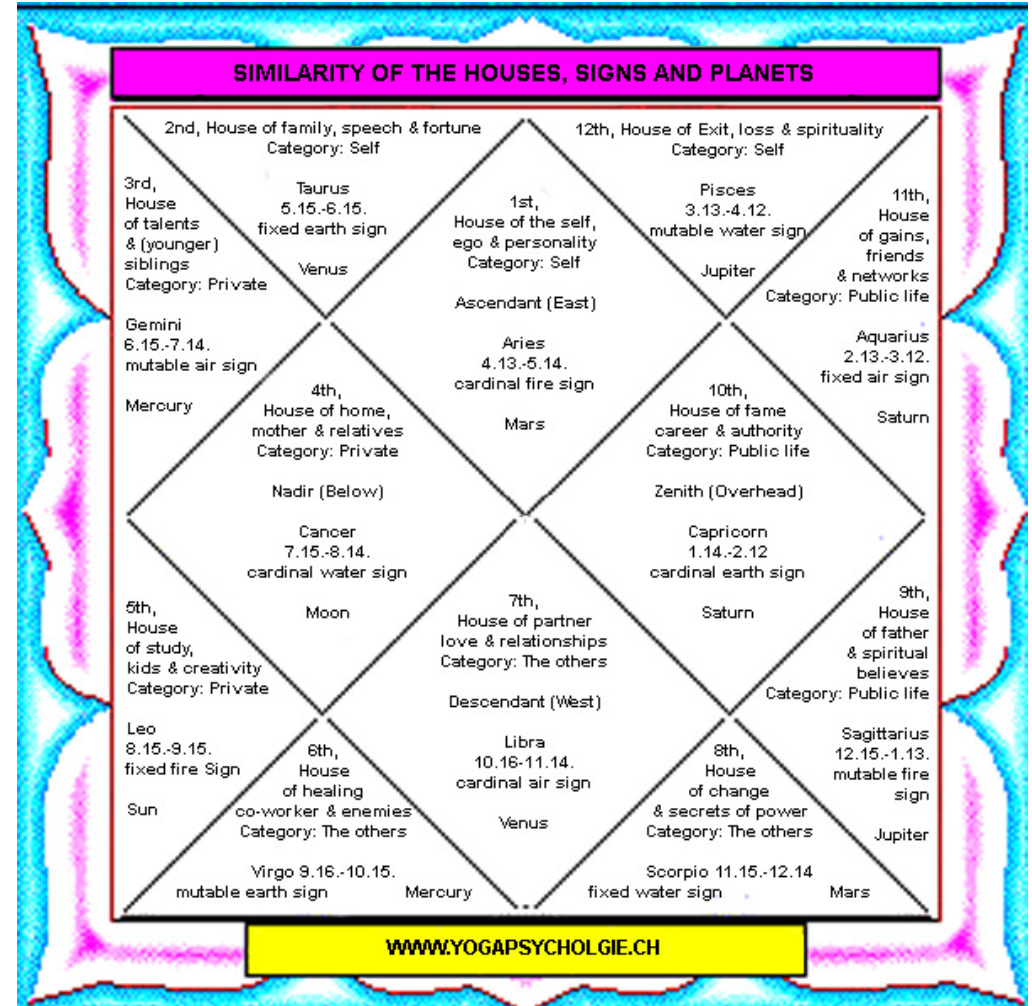 SIMILARITY OF THE HOUSES, SIGNS AND PLANETS
2nd, House of family, speech & fortune
Category: Self
Taurus
5.15.-6.15.
fixed earth sign
Venus
12th, House of Exit, loss & spirituality
Category: Self
Pisces
3.13.-4.12.
mutable water sign
Jupiter
3rd,
House
of talents
& (younger)
siblings
Category: Private
Gemini
6.15.-7.14.
mutable air sign
Mercury
1st,
House of the self,
ego & personality
Category: Self
Ascendant (East)
Aries
4.13.-5.14.
cardinal fire sign
Mars
11th,
House
of gains,
friends
& networks
Category: Public life
Aquarius
2.13.-3.12.
fixed air sign
Saturn
4th,
House of home,
mother & relatives
Category: Private
Nadir (Below)
Cancer
7.15.-8.14.
cardinal water sign
Moon
10th,
House of fame
career & authority
Category: Public life
Zenith (Overhead)
Capricorn
1.14.-2.12
cardinal earth sign
Saturn
5th,
House
of study,
kids & creativity
Category: Private
Leo
8.15.-9.15.
fixed fire Sign
Sun
7th,
House of partner
love & relationships
Category: The others
Descendant (West)
Libra
10.16-11.14.
cardinal air sign
Venus
9th,
House
of father
& spiritual
believes
Category: Public life
Sagittarius
12.15.-1.13.
mutable fire
sign
Jupiter
6th,
House
of healing
co-worker & enemies
Category: The others
Virgo 9.16.-10.15.
mutable earth sign
Mercury
8th,
House
of change
& secrets of power
Category: The others
Scorpio 11.15.-12.14
fixed water sign
Mars
WWW.YOGAPSYCHOLGIE.CH